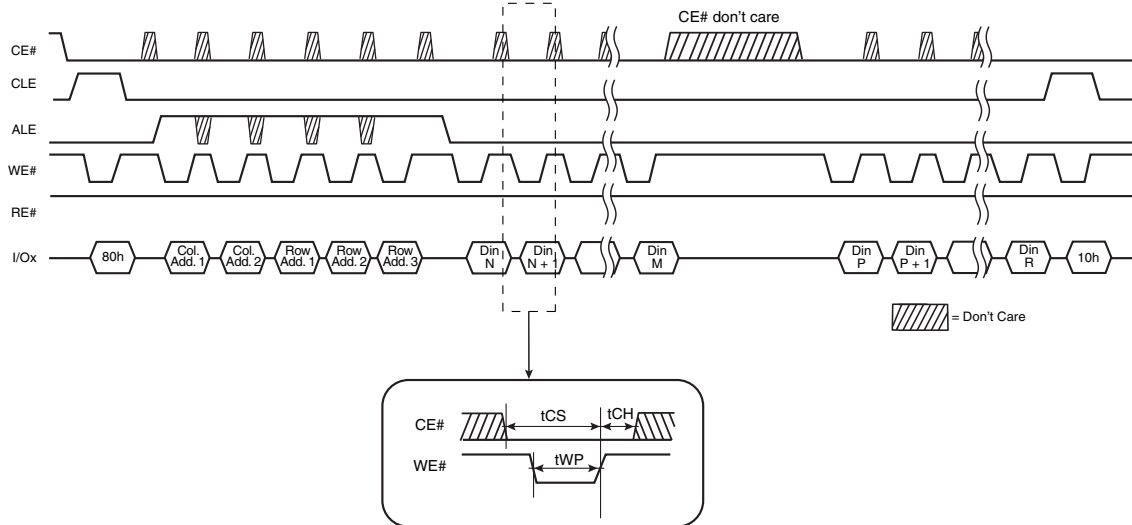 CE# don't care
CE#
CLE
ALE
WE#
RE#
I/Ox
80h
Col.
Add. 1
Col.
Add. 2
Row
Add. 1
Row
Add. 2
Row
Add. 3
Din
N
Din
N + 1
Din
M
Din
P
Din
P + 1
Din
R
10h
= Don't Care
CE#
tCS
tCH
WE#
tWP